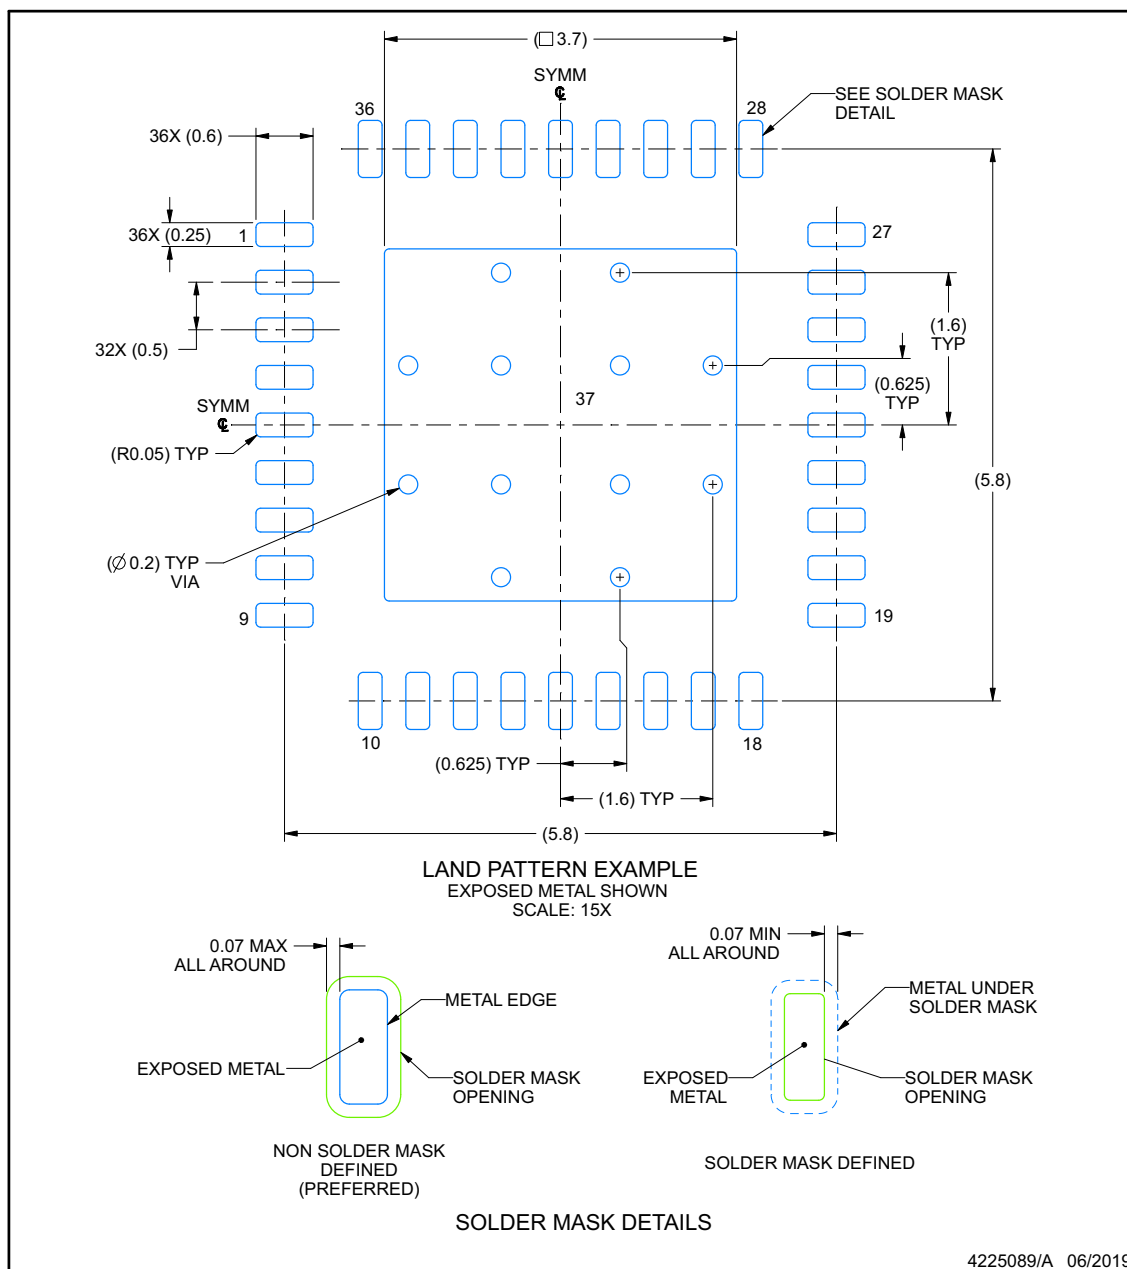 (□ 3.7)
SYMM
℄
36
28
SEE SOLDER MASK
DETAIL
36X (0.6)
36X (0.25)
1
27
32X (0.5)
(1.6)
TYP
(0.625)
TYP
37
SYMM
℄
(R0.05) TYP
(5.8)
(∅ 0.2) TYP
VIA
9
19
10
18
(0.625) TYP
(1.6) TYP
(5.8)
LAND PATTERN EXAMPLE
EXPOSED METAL SHOWN
SCALE: 15X
0.07 MAX
ALL AROUND
METAL EDGE
EXPOSED METAL
SOLDER MASK
OPENING
NON SOLDER MASK
DEFINED
(PREFERRED)
0.07 MIN
ALL AROUND
METAL UNDER
SOLDER MASK
EXPOSED
METAL
SOLDER MASK
OPENING
SOLDER MASK DEFINED
SOLDER MASK DETAILS
4225089/A 06/2019